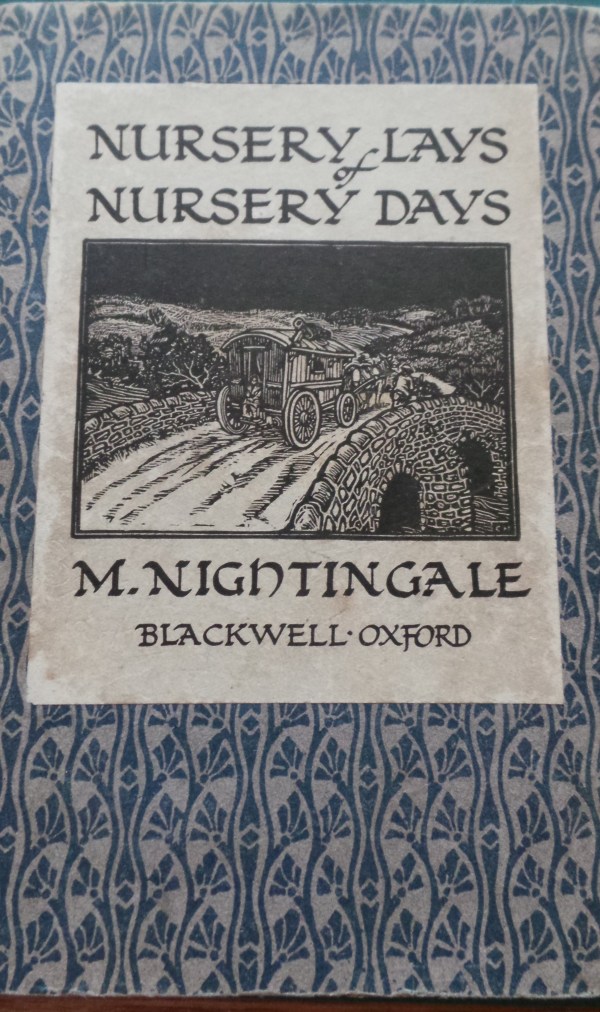 NURSERY LAYS
of
NURSERY DAYS
M. NIGHTINGALE
BLACKWELL · OXFORD